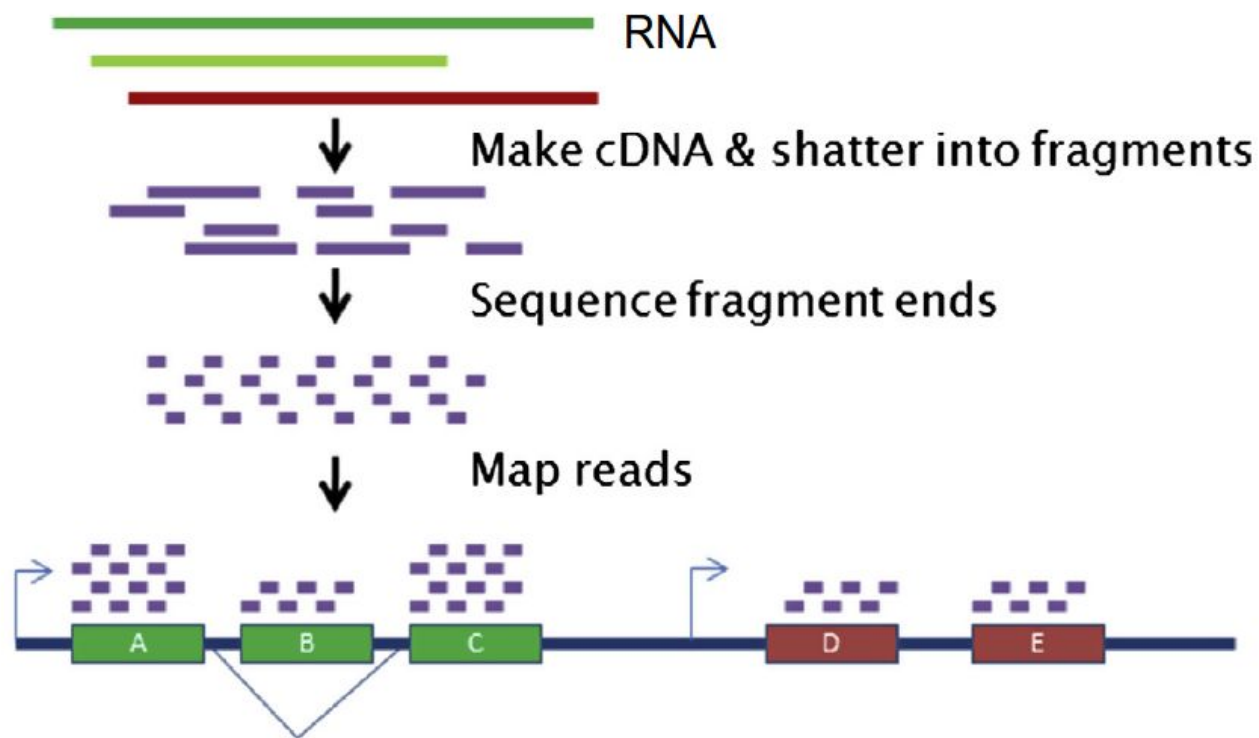 RNA
Make cDNA & shatter into fragments
Sequence fragment ends
Map reads
A B C D E